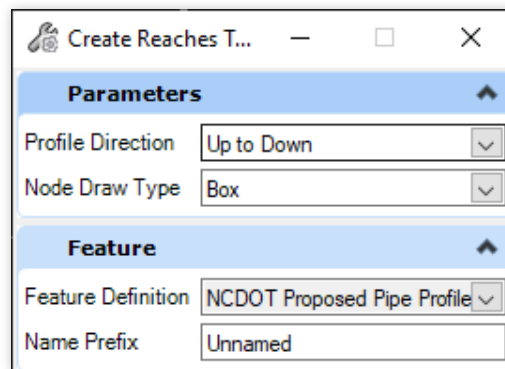 Create Reaches T...
Parameters
Profile Direction Up to Down
Node Draw Type Box
Feature
Feature Definition NCDOT Proposed Pipe Profile
Name Prefix Unnamed